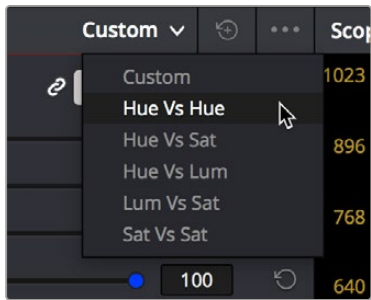 Custom
Scop
Custom
1023
Hue Vs Hue
Hue Vs Sat
896
Hue Vs Lum
Lum Vs Sat
768
Sat Vs Sat
100
640